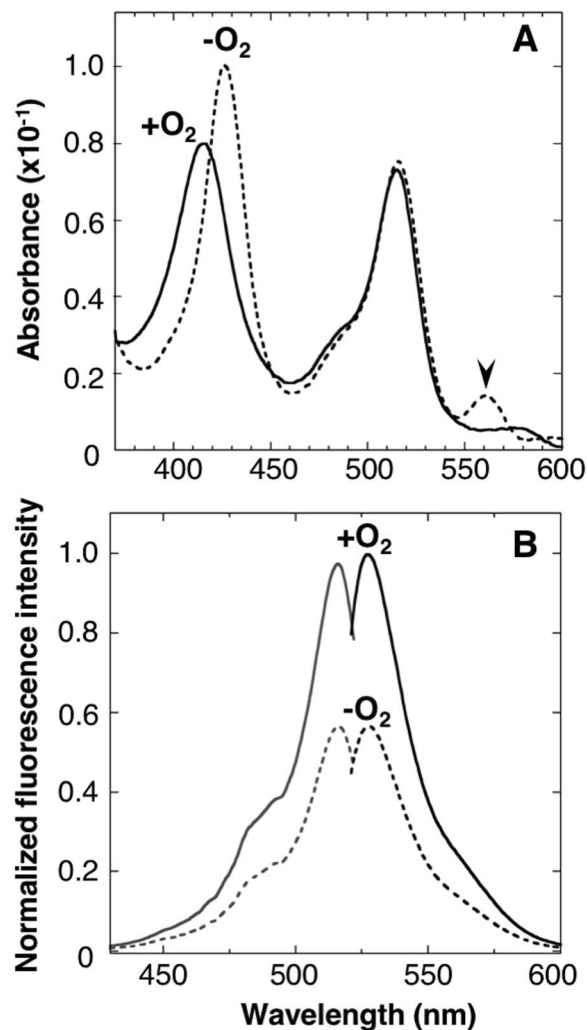 A
-O2
+O2
Absorbance (x10-1)
1.0
0.8
0.6
0.4
0.2
0
400 450 500 550 600
B
+O2
-O2
Normalized fluorescence intensity
1.0
0.8
0.6
0.4
0.2
0
450 500 550 600
Wavelength (nm)